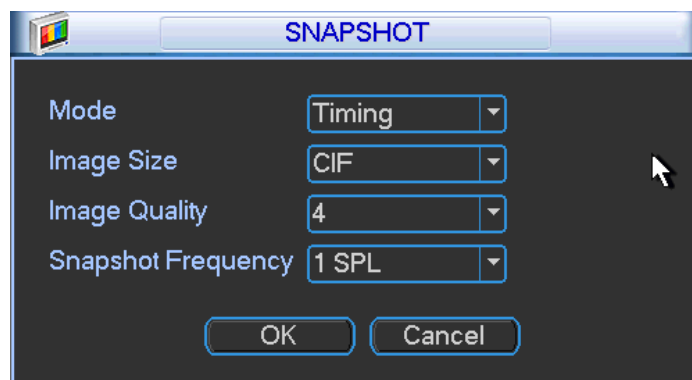 SNAPSHOT
Mode Timing
Image Size CIF
Image Quality 4
Snapshot Frequency 1 SPL
OK Cancel